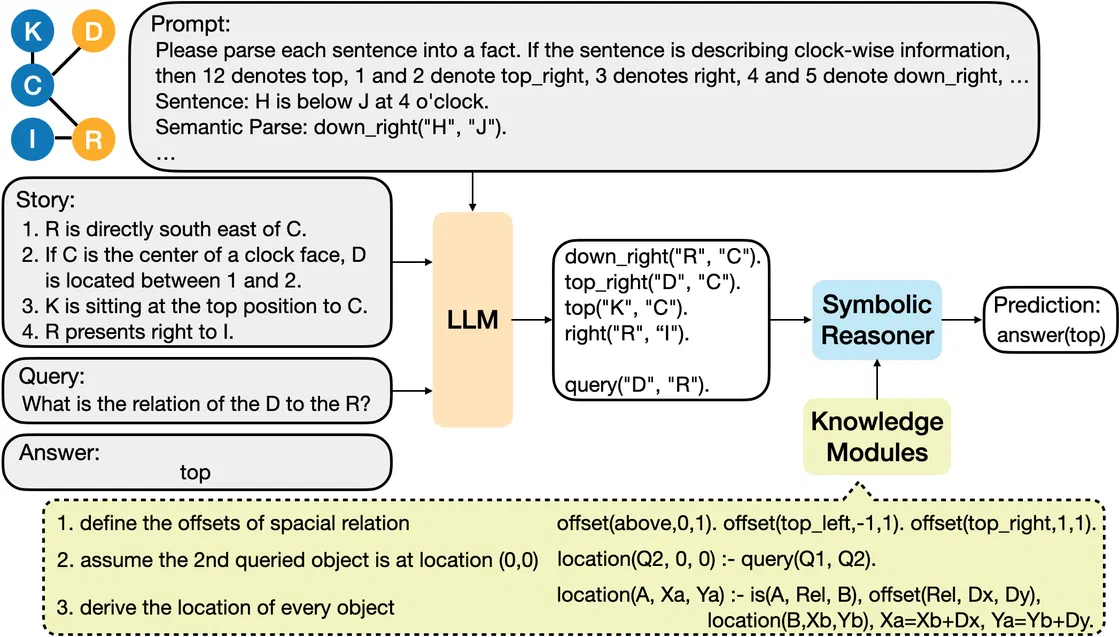 K
D
C
I
R
Prompt:
Please parse each sentence into a fact. If the sentence is describing clock-wise information,
then 12 denotes top, 1 and 2 denote top_right, 3 denotes right, 4 and 5 denote down_right, …
Sentence: H is below J at 4 o'clock.
Semantic Parse: down_right("H", "J").
…
Story:
1. R is directly south east of C.
2. If C is the center of a clock face, D
is located between 1 and 2.
3. K is sitting at the top position to C.
4. R presents right to I.
Query:
What is the relation of the D to the R?
Answer:
top
LLM
down_right("R", "C").
top_right("D", "C").
top("K", "C").
right("R", “I").
query("D", "R").
Symbolic
Reasoner
Prediction:
answer(top)
Knowledge
Modules
1. define the offsets of spacial relation
offset(above,0,1). offset(top_left,-1,1). offset(top_right,1,1).
2. assume the 2nd queried object is at location (0,0)
location(Q2, 0, 0) :- query(Q1, Q2).
3. derive the location of every object
location(A, Xa, Ya) :- is(A, Rel, B), offset(Rel, Dx, Dy),
location(B,Xb,Yb), Xa=Xb+Dx, Ya=Yb+Dy.